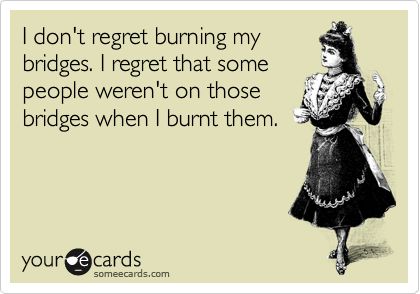 I don't regret burning my
bridges. I regret that some
people weren't on those
bridges when I burnt them.
your e cards
someecards.com